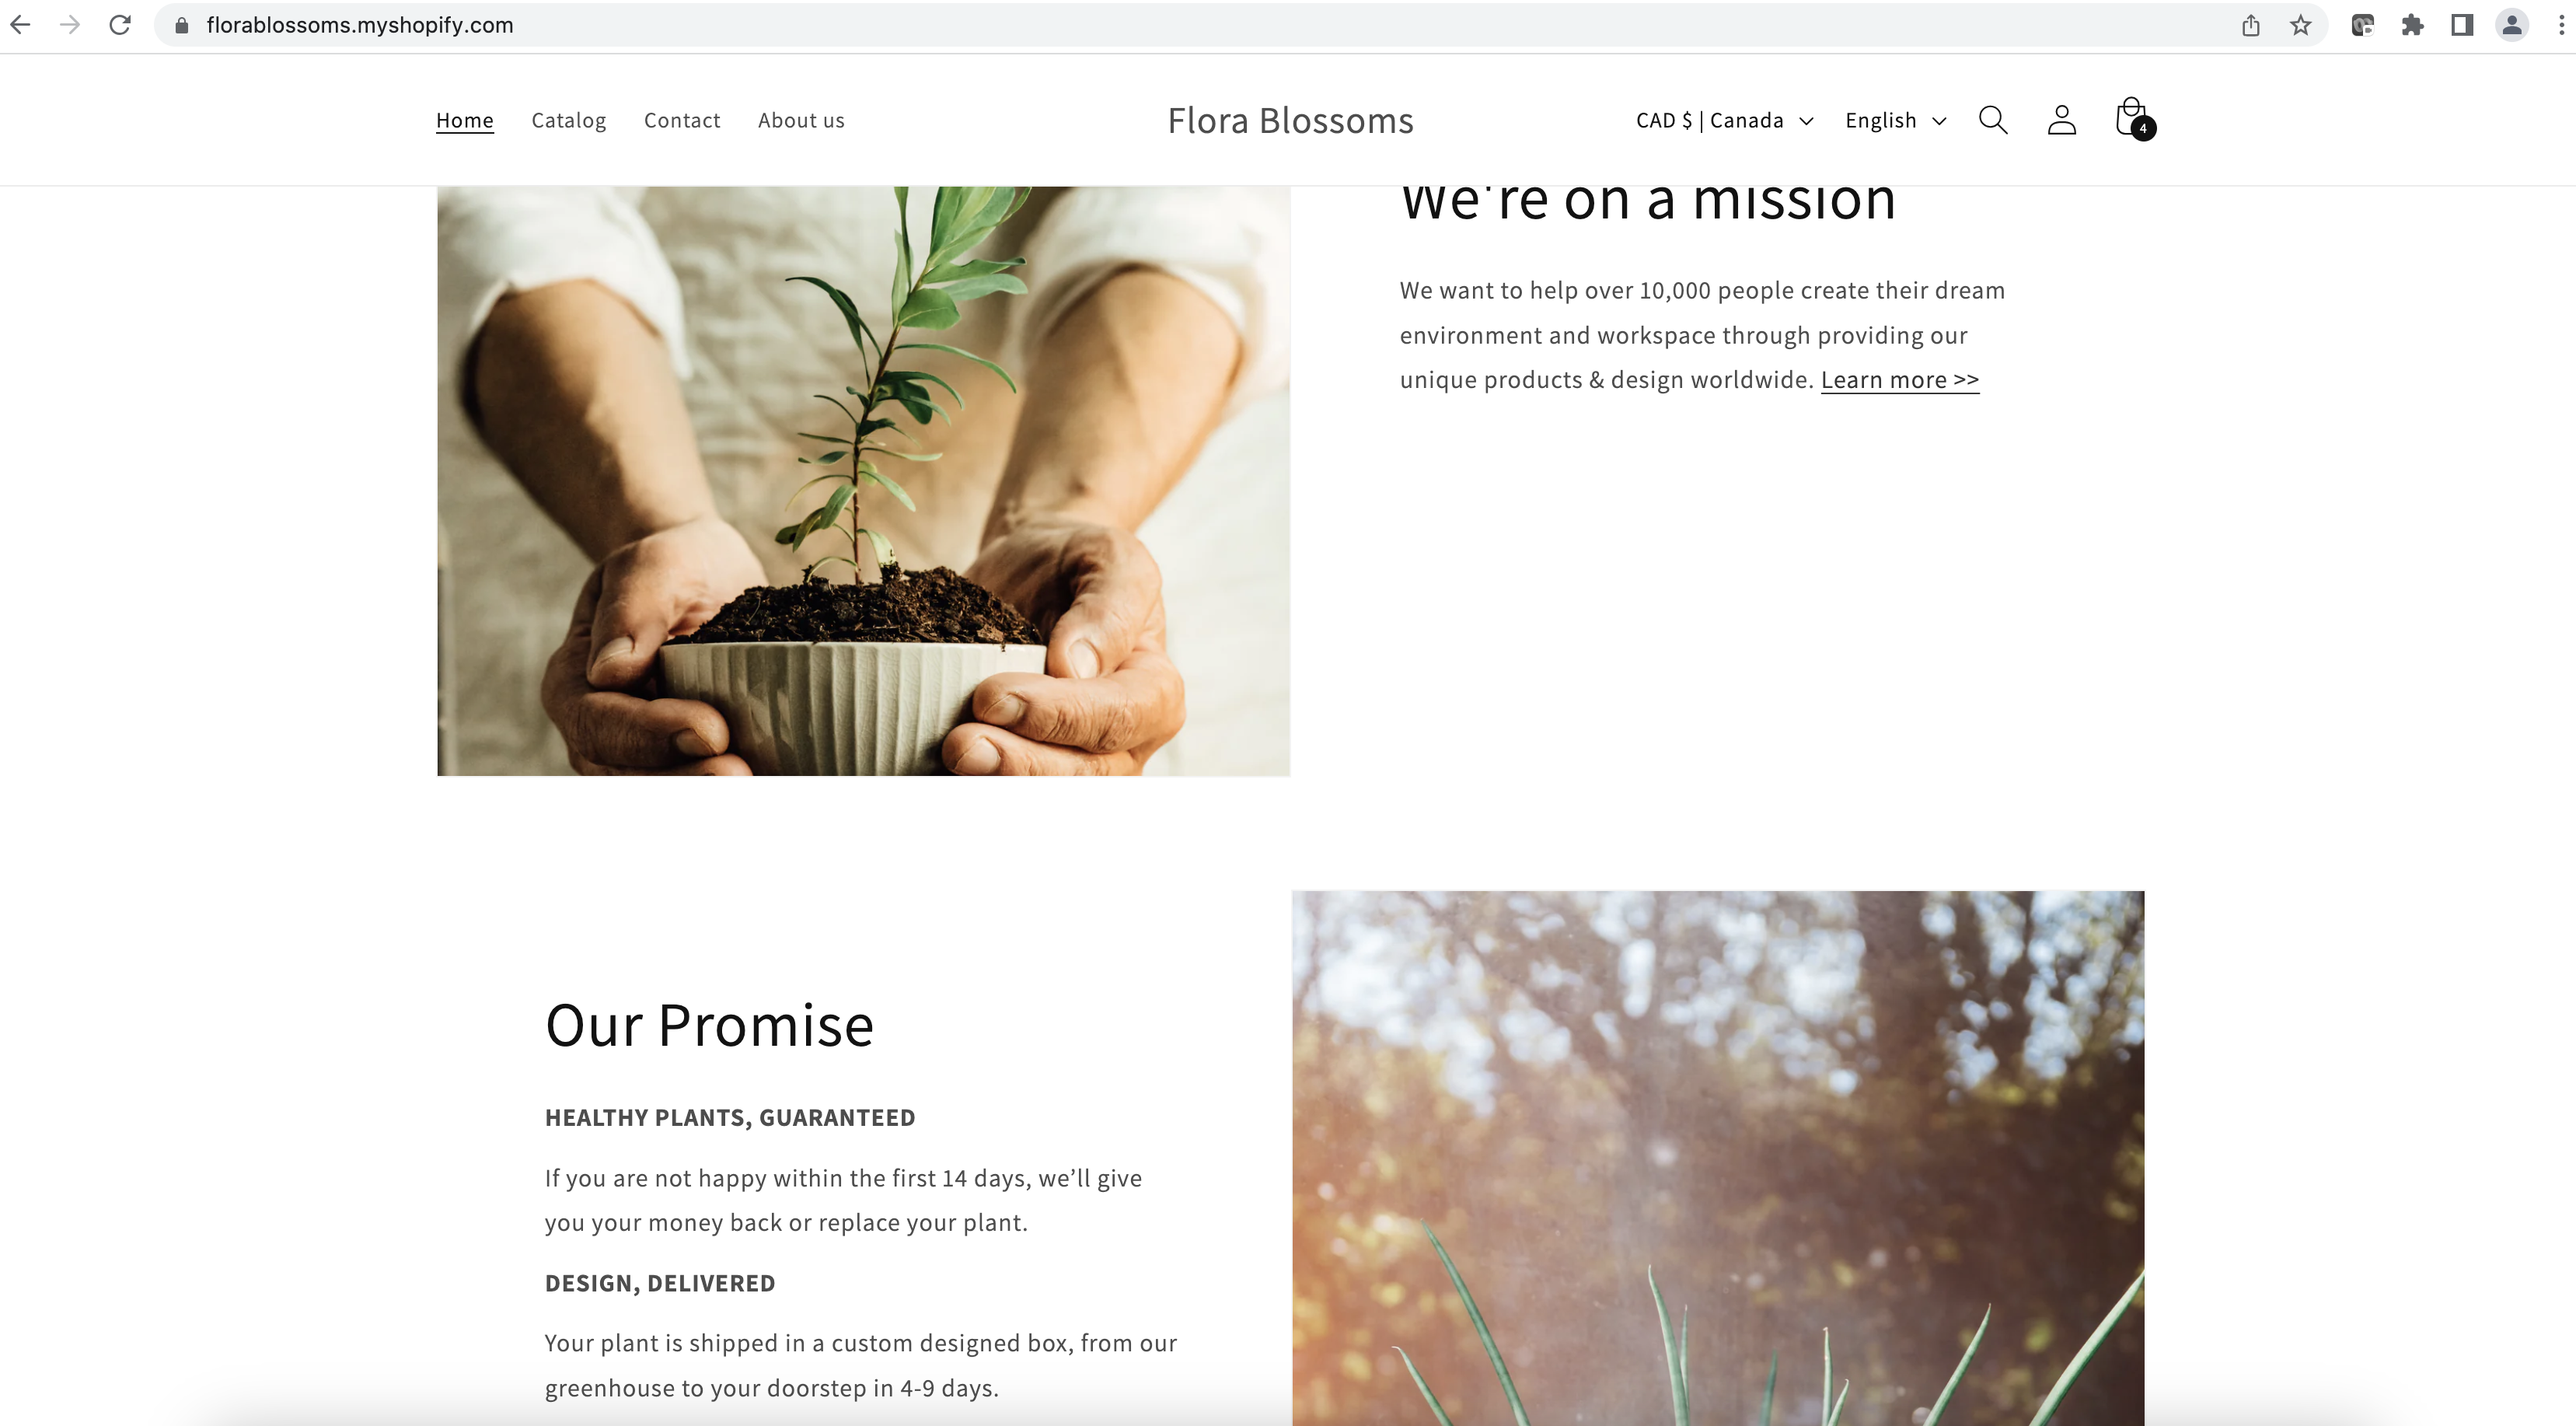 florablossoms.myshopify.com
Home Catalog Contact About us
Flora Blossoms
CAD $ | Canada English 4
We're on a mission
We want to help over 10,000 people create their dream
environment and workspace through providing our
unique products & design worldwide. Learn more >>
Our Promise
HEALTHY PLANTS, GUARANTEED
If you are not happy within the first 14 days, we’ll give
you your money back or replace your plant.
DESIGN, DELIVERED
Your plant is shipped in a custom designed box, from our
greenhouse to your doorstep in 4-9 days.